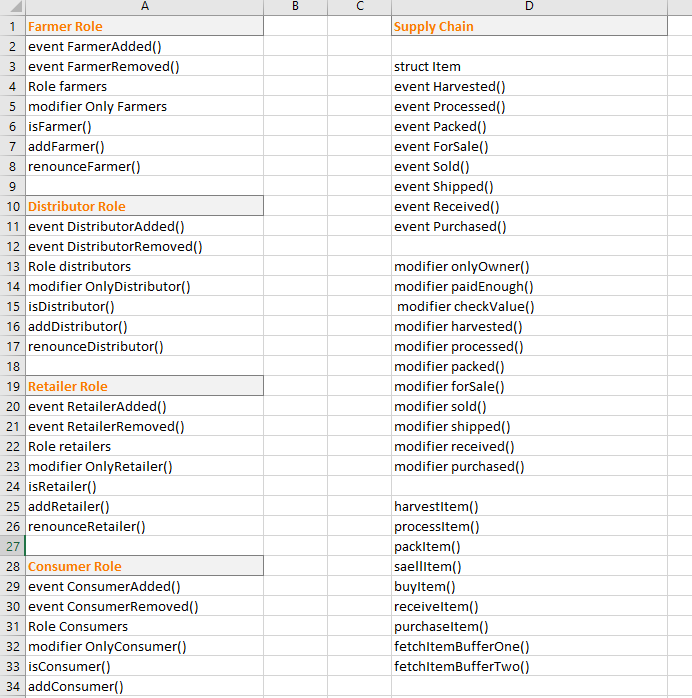 A B C D
1 Farmer Role Supply Chain
2 event FarmerAdded()
3 event FarmerRemoved() struct Item
4 Role farmers event Harvested()
5 modifier Only Farmers event Processed()
6 isFarmer() event Packed()
7 addFarmer() event ForSale()
8 renounceFarmer() event Sold()
9 event Shipped()
10 Distributor Role event Received()
11 event DistributorAdded() event Purchased()
12 event DistributorRemoved()
13 Role distributors modifier onlyOwner()
14 modifier OnlyDistributor() modifier paidEnough()
15 isDistributor() modifier checkValue()
16 addDistributor() modifier harvested()
17 renounceDistributor() modifier processed()
18 modifier packed()
19 Retailer Role modifier forSale()
20 event RetailerAdded() modifier sold()
21 event RetailerRemoved() modifier shipped()
22 Role retailers modifier received()
23 modifier OnlyRetailer() modifier purchased()
24 isRetailer()
25 addRetailer() harvestItem()
26 renounceRetailer() processItem()
27 packItem()
28 Consumer Role saellItem()
29 event ConsumerAdded() buyItem()
30 event ConsumerRemoved() receiveItem()
31 Role Consumers purchaseItem()
32 modifier OnlyConsumer() fetchItemBufferOne()
33 isConsumer() fetchItemBufferTwo()
34 addConsumer()